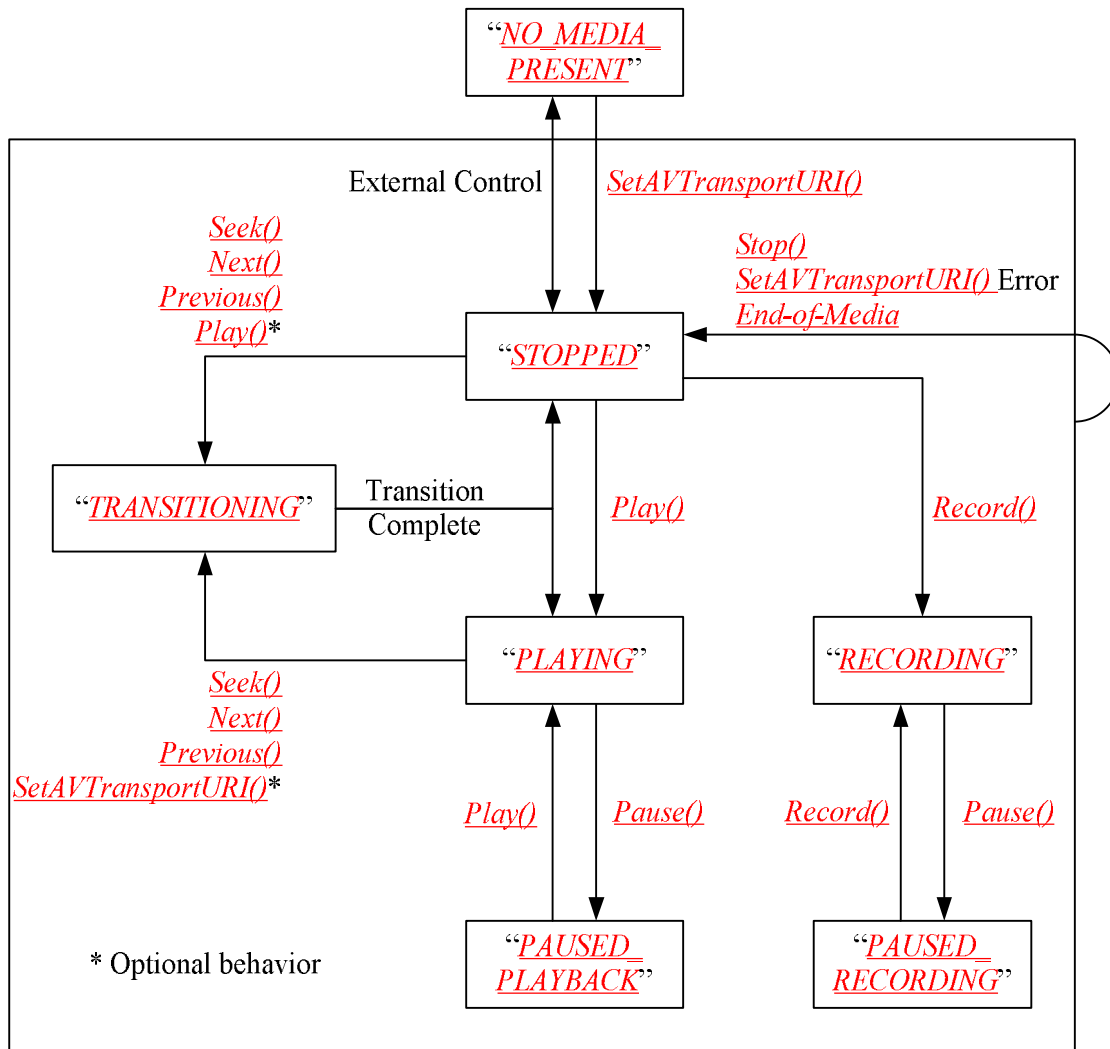 “NO_MEDIA_
PRESENT”
External Control
SetAVTransportURI()
Seek()
Next()
Previous()
Play()*
Stop()
SetAVTransportURI() Error
End-of-Media
“STOPPED”
“TRANSITIONING”
Transition
Complete
Play()
Record()
“PLAYING”
“RECORDING”
Seek()
Next()
Previous()
SetAVTransportURI()*
Play()
Pause()
Record()
Pause()
* Optional behavior
“PAUSED_
PLAYBACK”
“PAUSED_
RECORDING”